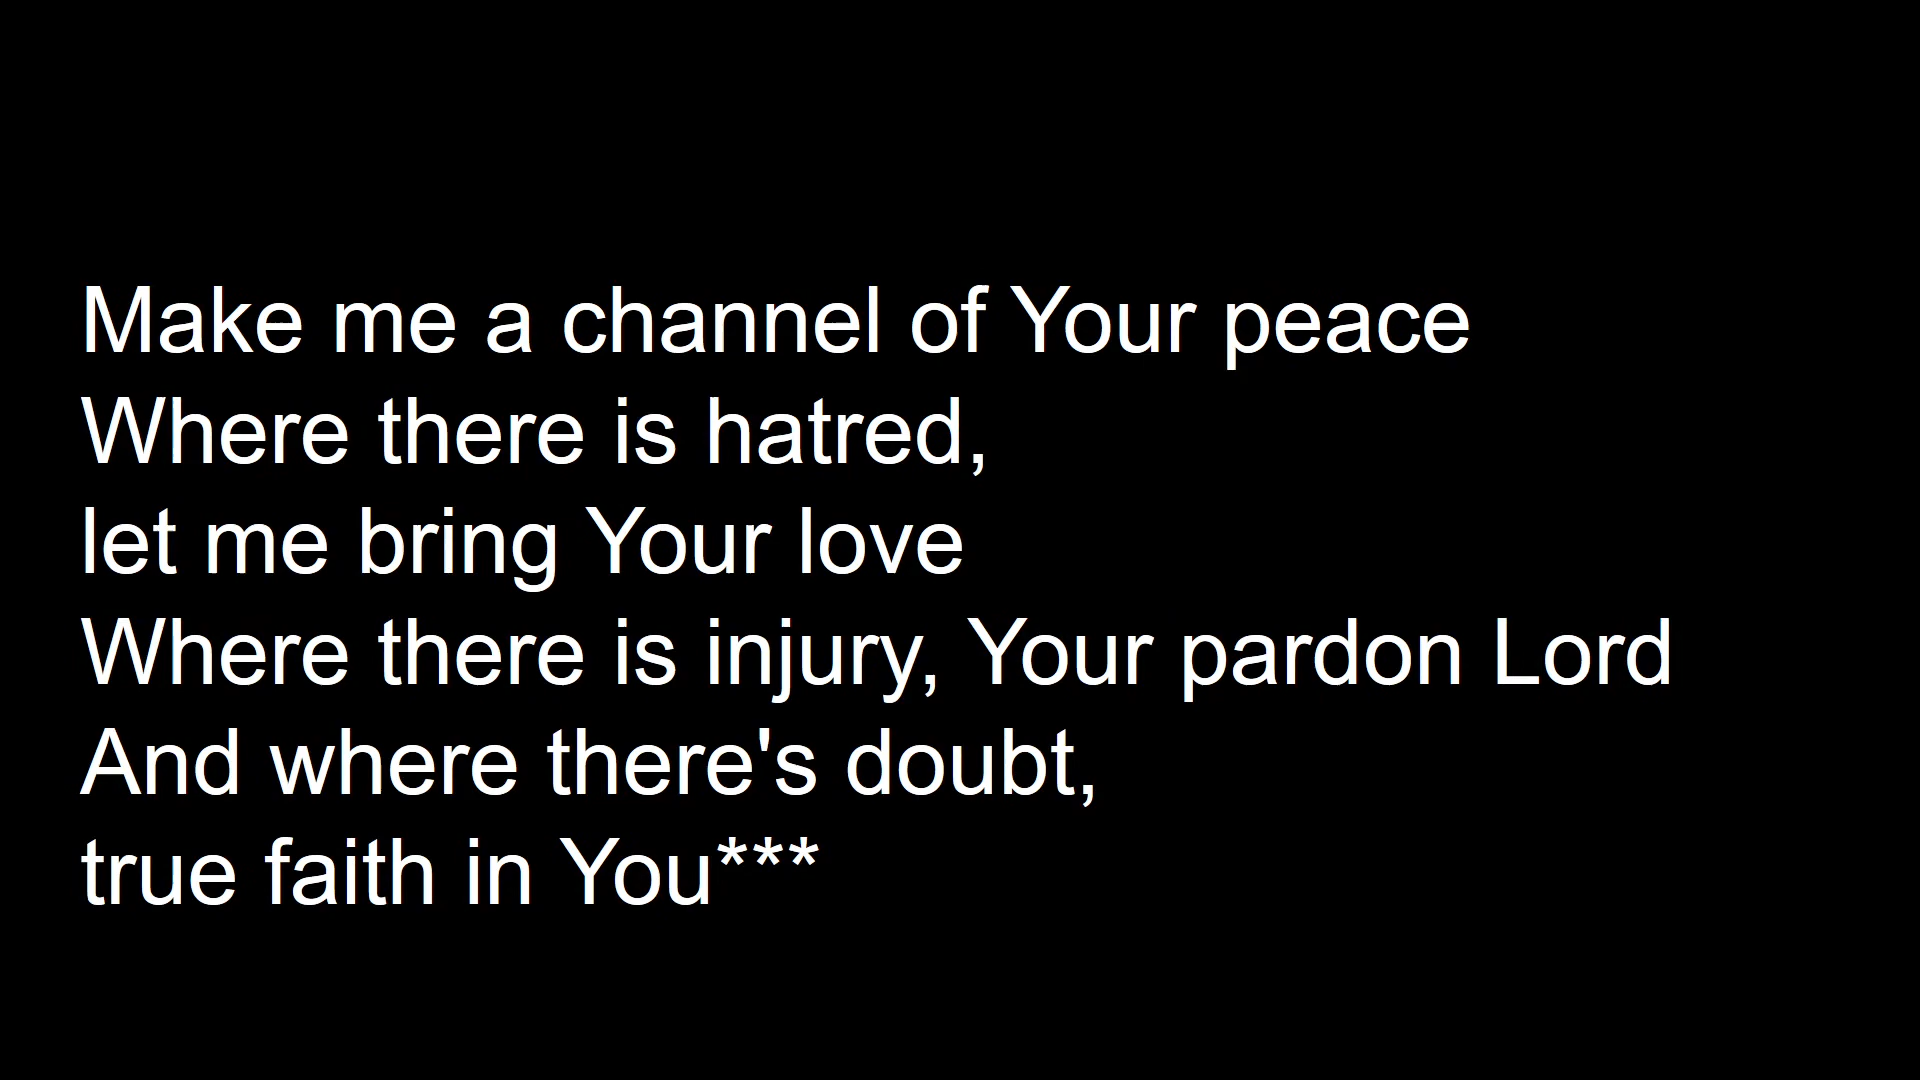 Make me a channel of Your peace
Where there is hatred,
let me bring Your love
Where there is injury, Your pardon Lord
And where there's doubt,
true faith in You***